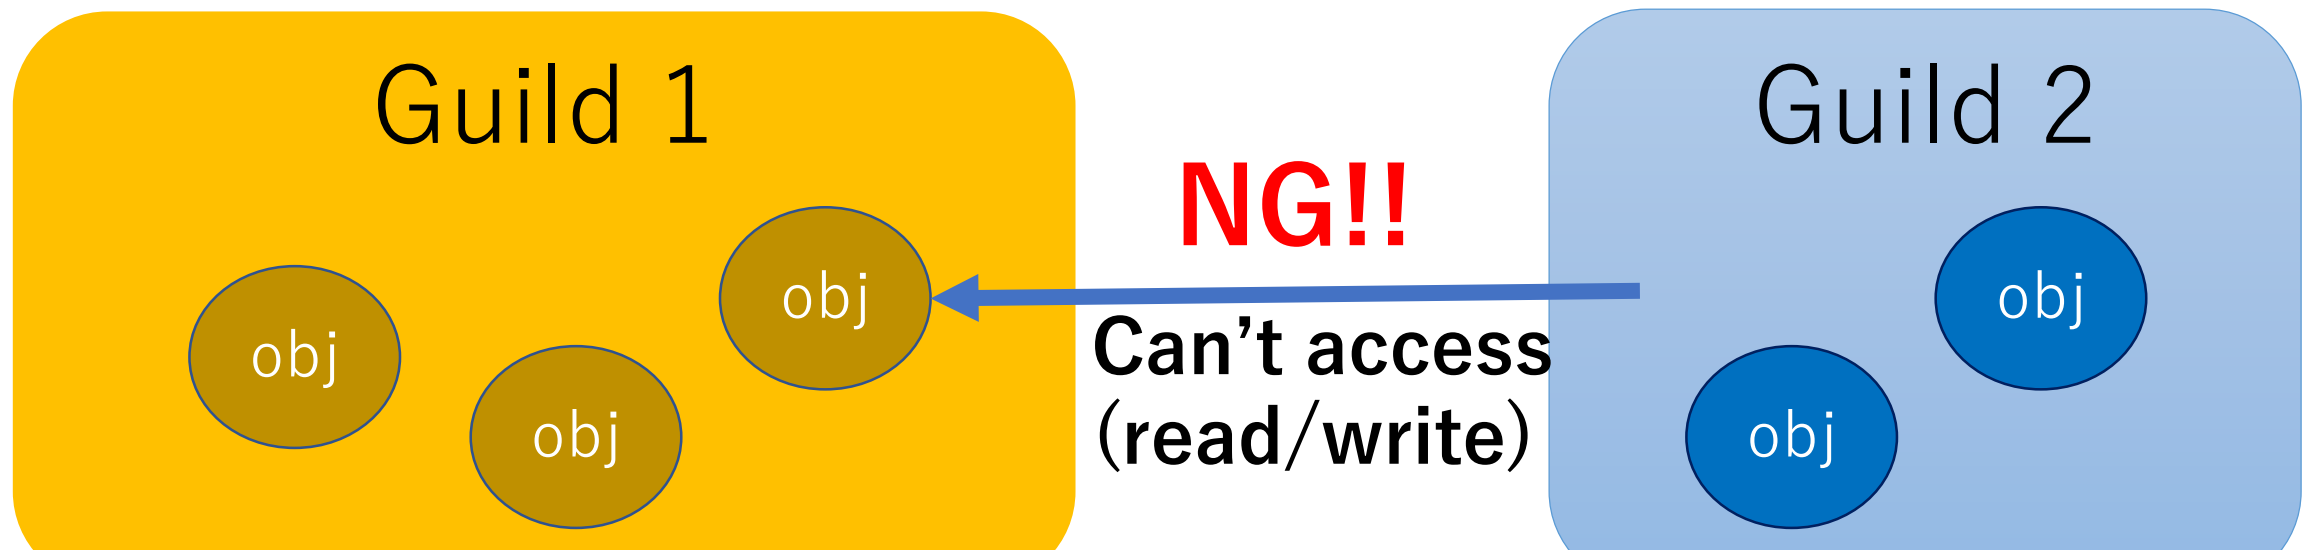 Guild 1
Guild 2
NG!!
obj
obj
obj
obj
obj
Can’t access
(read/write)